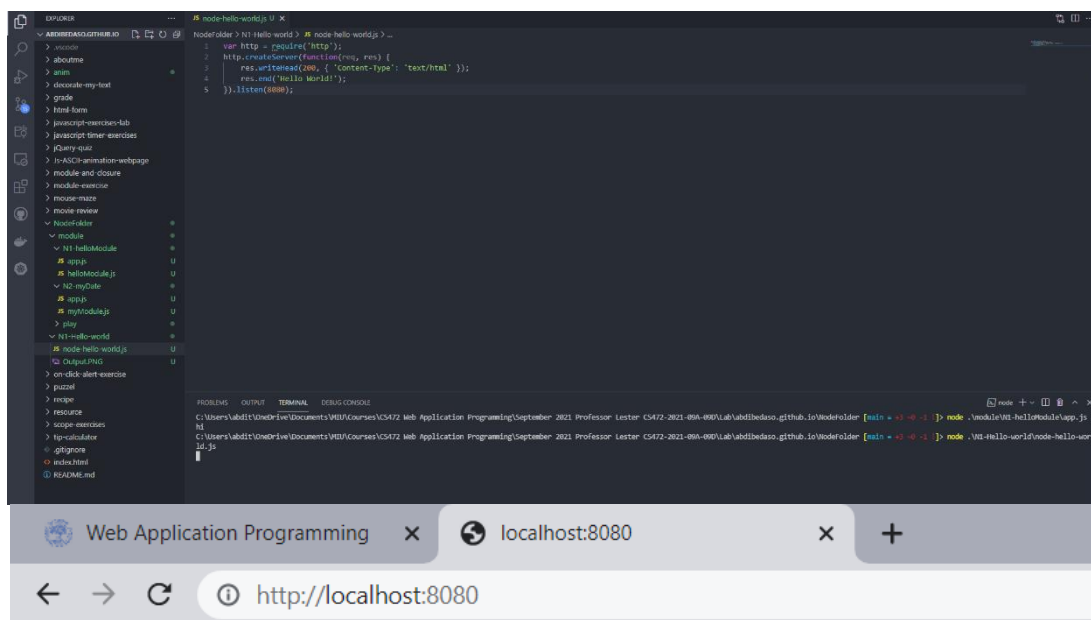 EXPLORER
ABDIBEDASO.GITHUB.IO
.vscode
aboutme
anim
decorate-my-text
grade
html-form
javascript-exercises-lab
javascript-timer-exercises
jQuery-quiz
Js-ASCII-animation-webpage
module-and-closure
module-exercise
mouse-maze
movie-review
NodeFolder
module
N1-helloModule
JS app.js U
JS helloModule.js U
N2-myDate
JS app.js U
JS myModule.js U
play
N1-Hello-world
JS node-hello-world.js U
Output.PNG U
on-click-alert-exercise
puzzel
recipe
resource
scope-exercises
tip-calculator
.gitignore
index.html
README.md
JS node-hello-world.js U
NodeFolder > N1-Hello-world > JS node-hello-world.js > ...
1 var http = require('http');
2 http.createServer(function(req, res) {
3 res.writeHead(200, { 'Content-Type': 'text/html' });
4 res.end('Hello World!');
5 }).listen(8080);
PROBLEMS OUTPUT TERMINAL DEBUG CONSOLE
node
C:\Users\abdit\OneDrive\Documents\MIU\Courses\CS472 Web Application Programming\September 2021 Professor Lester CS472-2021-09A-09D\Lab\abdibedaso.github.io\NodeFolder [main ≡ +3 ~0 -1 !]> node .\module\N1-helloModule\app.js
hi
C:\Users\abdit\OneDrive\Documents\MIU\Courses\CS472 Web Application Programming\September 2021 Professor Lester CS472-2021-09A-09D\Lab\abdibedaso.github.io\NodeFolder [main ≡ +3 ~0 -1 !]> node .\N1-Hello-world\node-hello-wor
ld.js
Web Application Programming
localhost:8080
http://localhost:8080